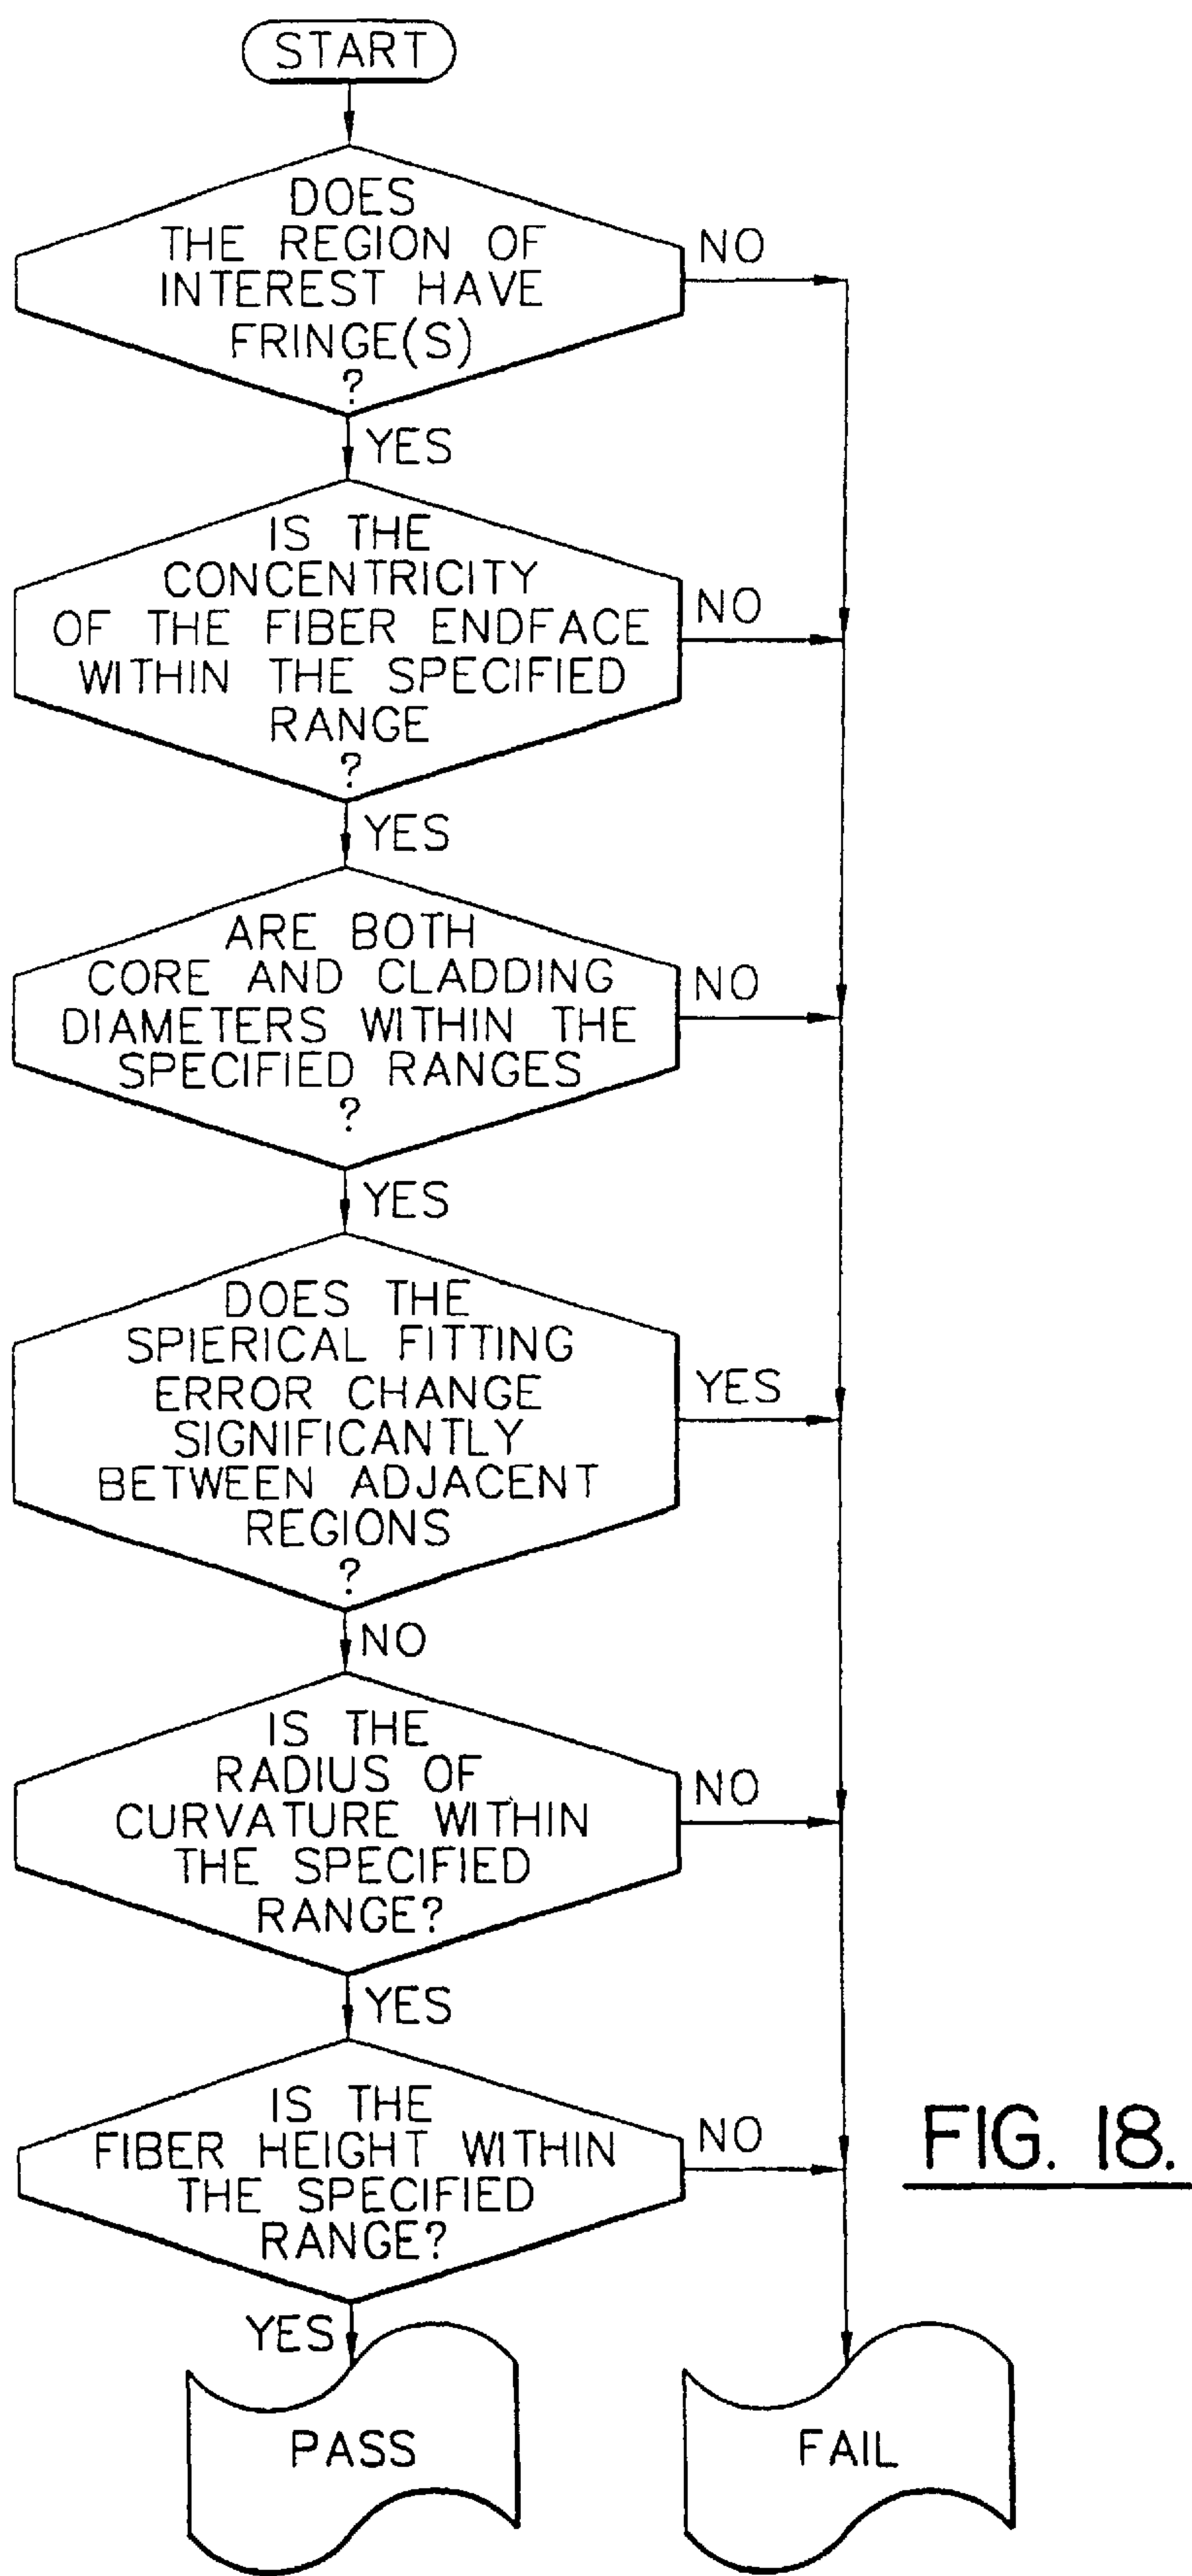 START
DOES
THE REGION OF
INTEREST HAVE
FRINGE(S)
?
NO
YES
IS THE
CONCENTRICITY
OF THE FIBER ENDFACE
WITHIN THE SPECIFIED
RANGE
?
NO
YES
ARE BOTH
CORE AND CLADDING
DIAMETERS WITHIN THE
SPECIFIED RANGES
?
NO
YES
DOES THE
SPIERICAL FITTING
ERROR CHANGE
SIGNIFICANTLY
BETWEEN ADJACENT
REGIONS
?
YES
NO
IS THE
RADIUS OF
CURVATURE WITHIN
THE SPECIFIED
RANGE?
NO
YES
IS THE
FIBER HEIGHT WITHIN
THE SPECIFIED
RANGE?
NO
YES
PASS
FAIL
FIG. 18.